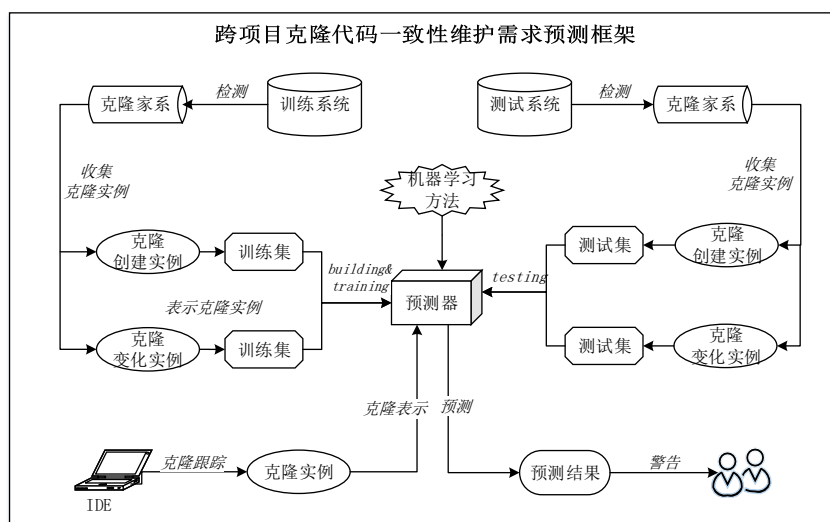 跨项目克隆代码一致性维护需求预测框架
克隆家系
检测
训练系统
测试系统
检测
克隆家系
收集
克隆实例
机器学习
方法
收集
克隆实例
克隆
创建实例
训练集
building&
training
预测器
testing
测试集
克隆
创建实例
表示克隆实例
克隆
变化实例
训练集
测试集
克隆
变化实例
克隆表示
预测
IDE
克隆跟踪
克隆实例
预测结果
警告